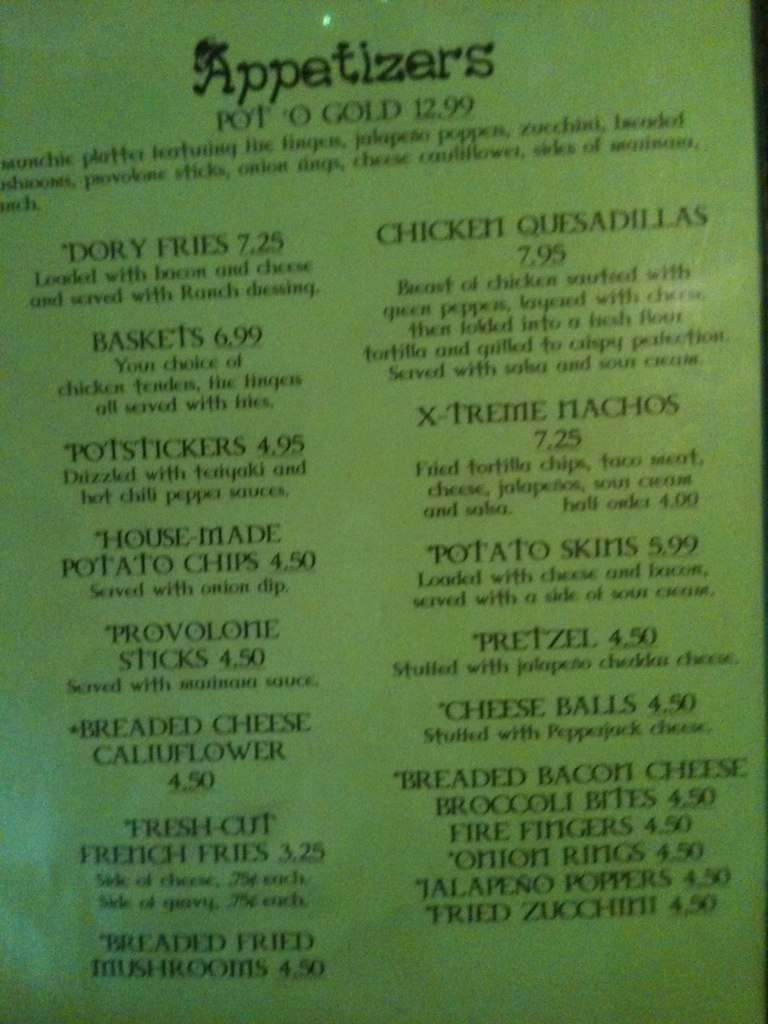 Appetizers
POT 'O GOLD 12.99
munchie platter featuring fire fingers, jalapeño poppers, zucchini, breaded
provolone sticks, onion rings, cheese cauliflower, sides of marinara,
*DORY FRIES 7.25
Loaded with bacon and cheese
and served with Ranch dressing.
BASKETS 6.99
Your choice of
chicken tenders, fire fingers
all served with fries.
*POTSTICKERS 4.95
Drizzled with teriyaki and
hot chili pepper sauces.
*HOUSE-MADE
POTATO CHIPS 4.50
Served with onion dip.
*PROVOLONE
STICKS 4.50
Served with marinara sauce.
*BREADED CHEESE
CALIUFLOWER
4.50
*FRESH-CUT
FRENCH FRIES 3.25
Side of cheese, .75¢ each.
Side of gravy, .75¢ each.
*BREADED FRIED
MUSHROOMS 4.50
CHICKEN QUESADILLAS
7.95
Breast of chicken sauteed with
green peppers, layered with cheese,
then folded into a fresh flour
tortilla and grilled to crispy perfection.
Served with salsa and sour cream.
X-TREME NACHOS
7.25
Fried tortilla chips, taco meat,
cheese, jalapeños, sour cream
and salsa. half order 4.00
*POTATO SKINS 5.99
Loaded with cheese and bacon,
served with a side of sour cream.
*PRETZEL 4.50
Stuffed with jalapeño cheddar cheese.
*CHEESE BALLS 4.50
Stuffed with Pepperjack cheese.
*BREADED BACON CHEESE
BROCCOLI BITES 4.50
FIRE FINGERS 4.50
*ONION RINGS 4.50
*JALAPEÑO POPPERS 4.50
*FRIED ZUCCHINI 4.50